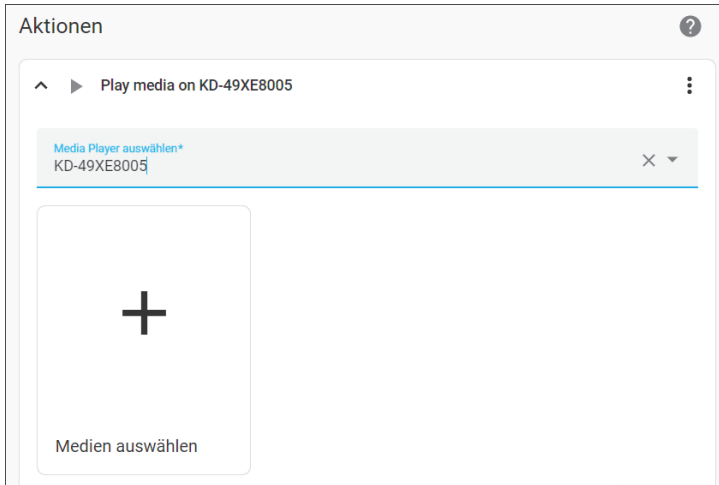 Aktionen
Play media on KD-49XE8005
Media Player auswählen*
KD-49XE8005
Medien auswählen